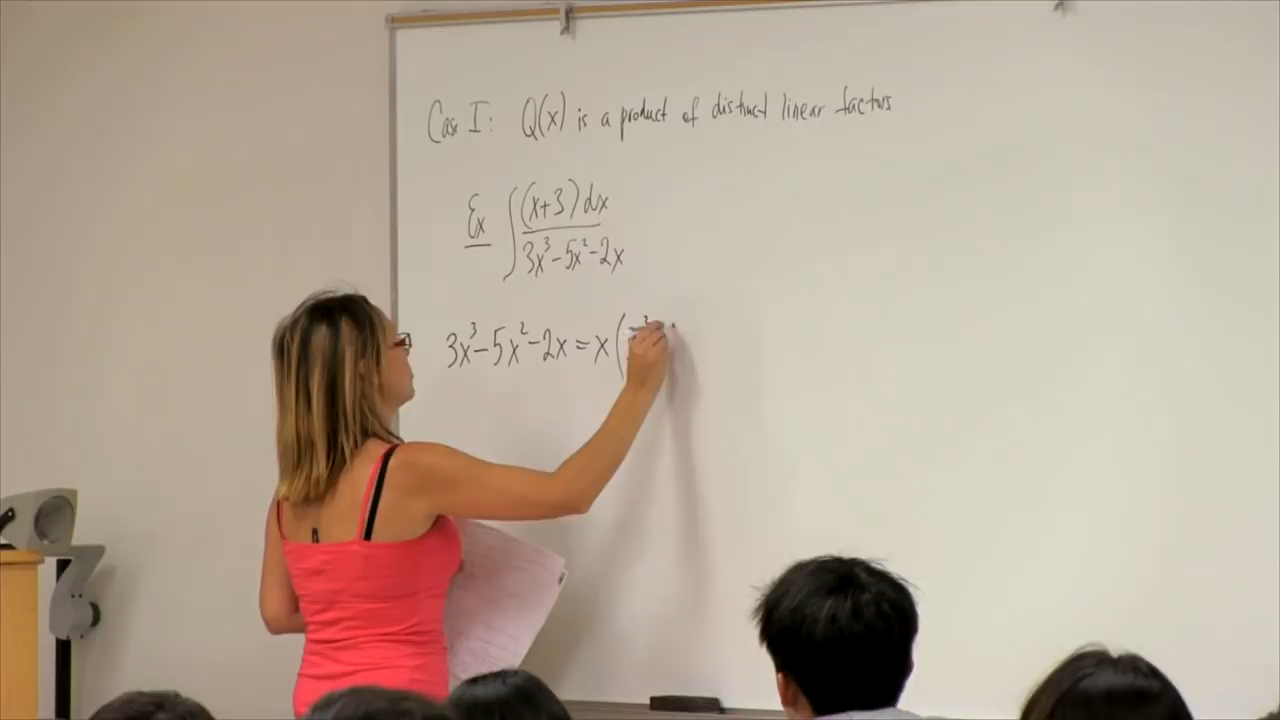 Case I: Q(x) is a product of distinct linear factors
Ex ∫ (x+3) dx
3x³-5x²-2x
3x³-5x²-2x = x(